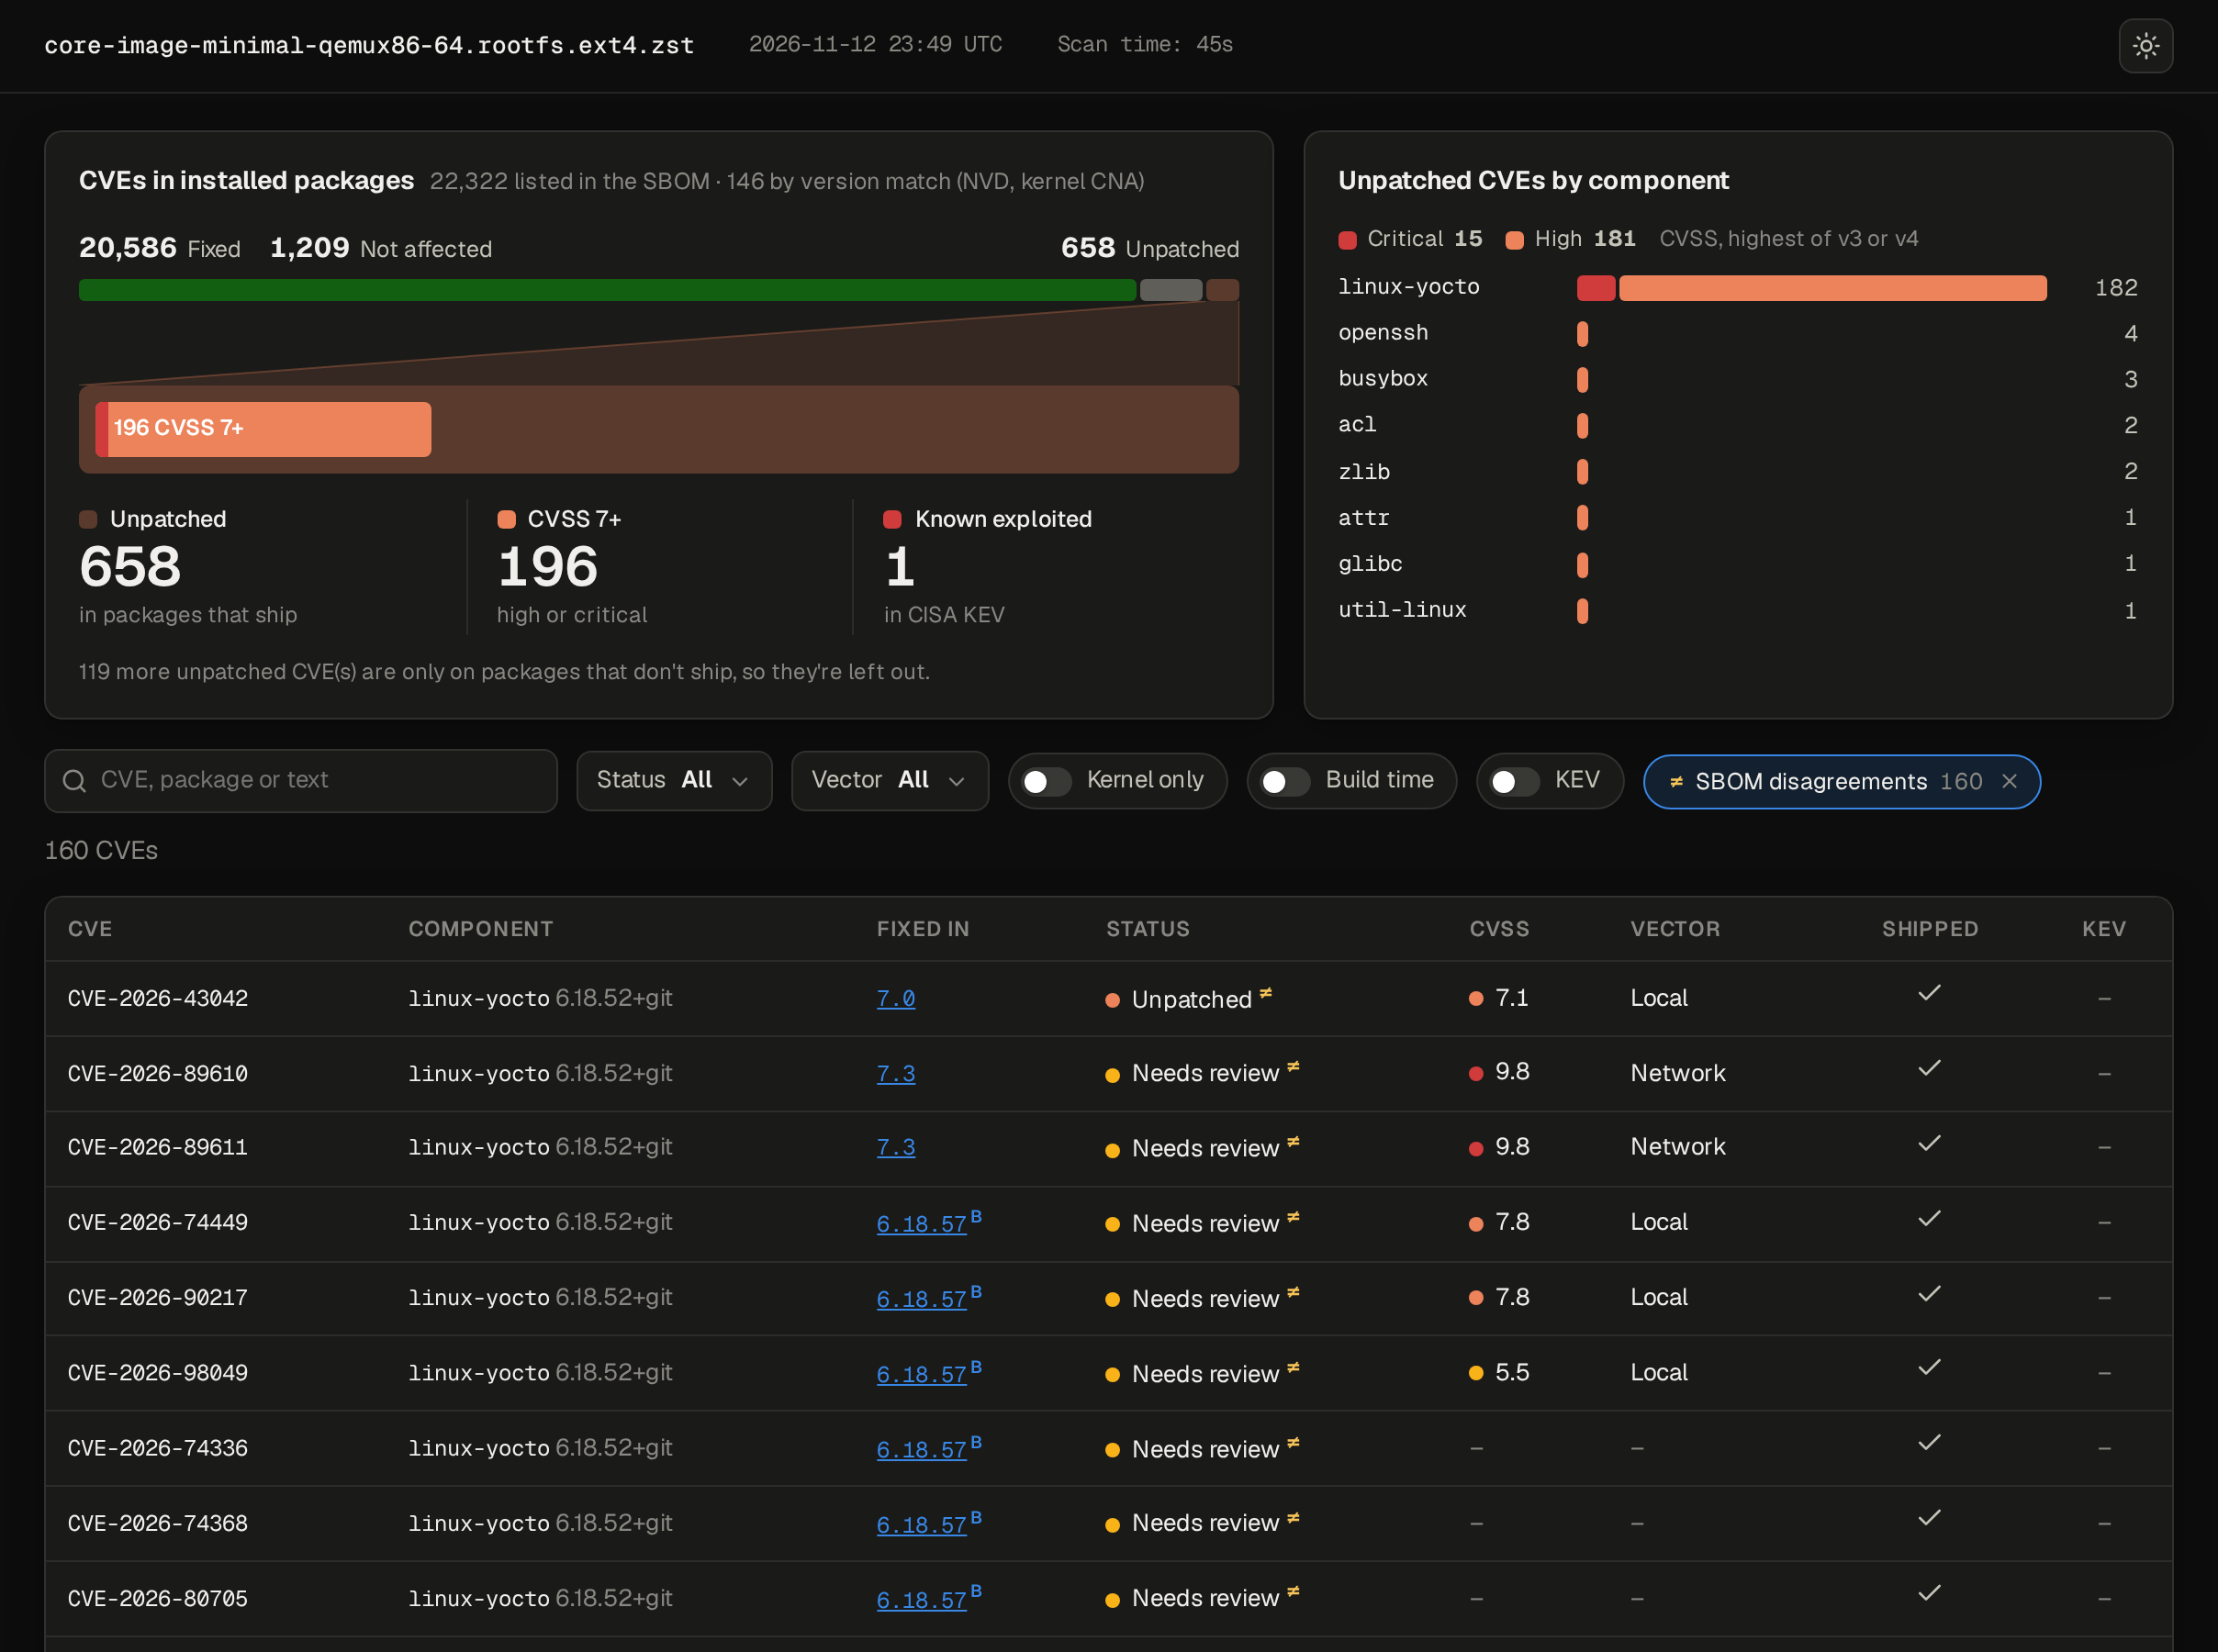 core-image-minimal-qemux86-64.rootfs.ext4.zst 2026-11-12 23:49 UTC Scan time: 45s
CVEs in installed packages 22,322 listed in the SBOM · 146 by version match (NVD, kernel CNA)
20,586 Fixed 1,209 Not affected 658 Unpatched
196 CVSS 7+
Unpatched CVSS 7+ Known exploited
658 196 1
in packages that ship high or critical in CISA KEV
119 more unpatched CVE(s) are only on packages that don't ship, so they're left out.
Unpatched CVEs by component
Critical 15 High 181 CVSS, highest of v3 or v4
linux-yocto 182
openssh 4
busybox 3
acl 2
zlib 2
attr 1
glibc 1
util-linux 1
CVE, package or text Status All Vector All Kernel only Build time KEV ≠ SBOM disagreements 160 ×
160 CVEs
CVE COMPONENT FIXED IN STATUS CVSS VECTOR SHIPPED KEV
CVE-2026-43042 linux-yocto 6.18.52+git 7.0 Unpatched ≠ 7.1 Local ✓ –
CVE-2026-89610 linux-yocto 6.18.52+git 7.3 Needs review ≠ 9.8 Network ✓ –
CVE-2026-89611 linux-yocto 6.18.52+git 7.3 Needs review ≠ 9.8 Network ✓ –
CVE-2026-74449 linux-yocto 6.18.52+git 6.18.57 B Needs review ≠ 7.8 Local ✓ –
CVE-2026-90217 linux-yocto 6.18.52+git 6.18.57 B Needs review ≠ 7.8 Local ✓ –
CVE-2026-98049 linux-yocto 6.18.52+git 6.18.57 B Needs review ≠ 5.5 Local ✓ –
CVE-2026-74336 linux-yocto 6.18.52+git 6.18.57 B Needs review ≠ – – ✓ –
CVE-2026-74368 linux-yocto 6.18.52+git 6.18.57 B Needs review ≠ – – ✓ –
CVE-2026-80705 linux-yocto 6.18.52+git 6.18.57 B Needs review ≠ – – ✓ –